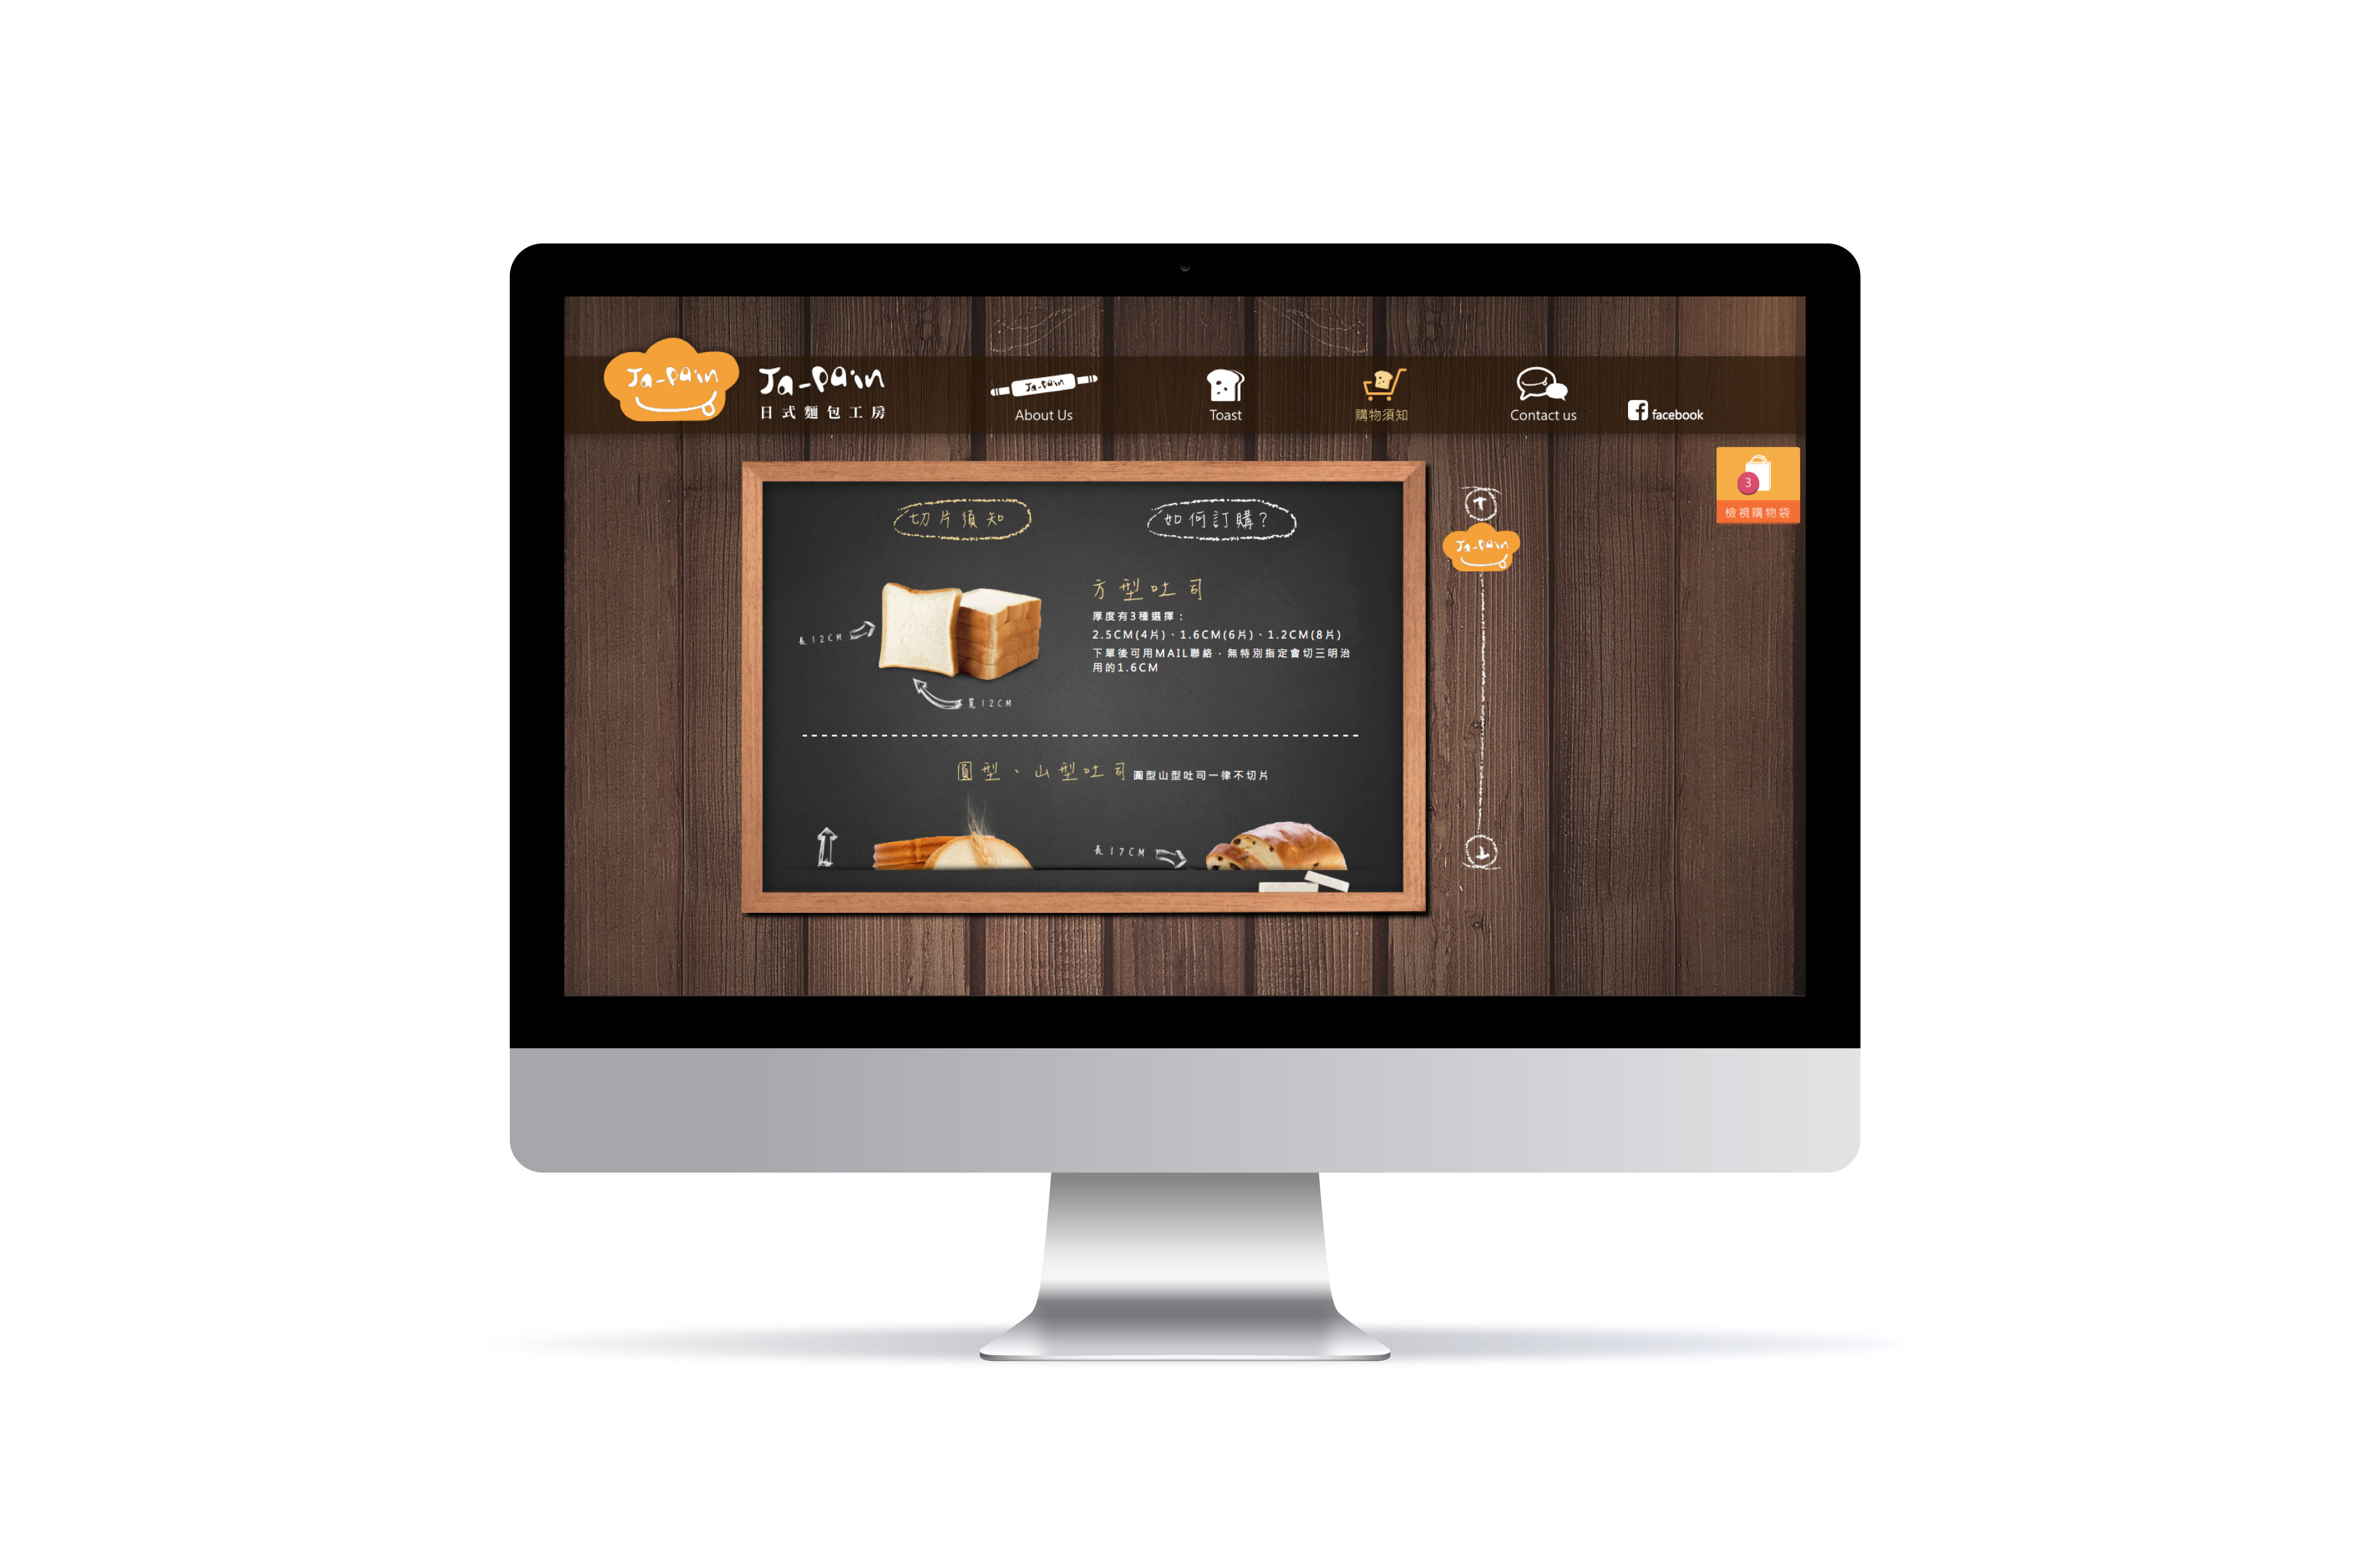 Ja-Pain
Ja-Pain
日式麵包工房
Ja-Pain
About Us
Toast
購物須知
Contact us
facebook
3
檢視購物袋
切片須知
如何訂購?
Ja-Pain
方型吐司
厚度有3種選擇：
2.5CM(4片)、1.6CM(6片)、1.2CM(8片)
下單後可用MAIL聯絡，無特別指定會切三明治
用的1.6CM
長12CM
寬12CM
圓型、山型吐司 圓型山型吐司一律不切片
長17CM